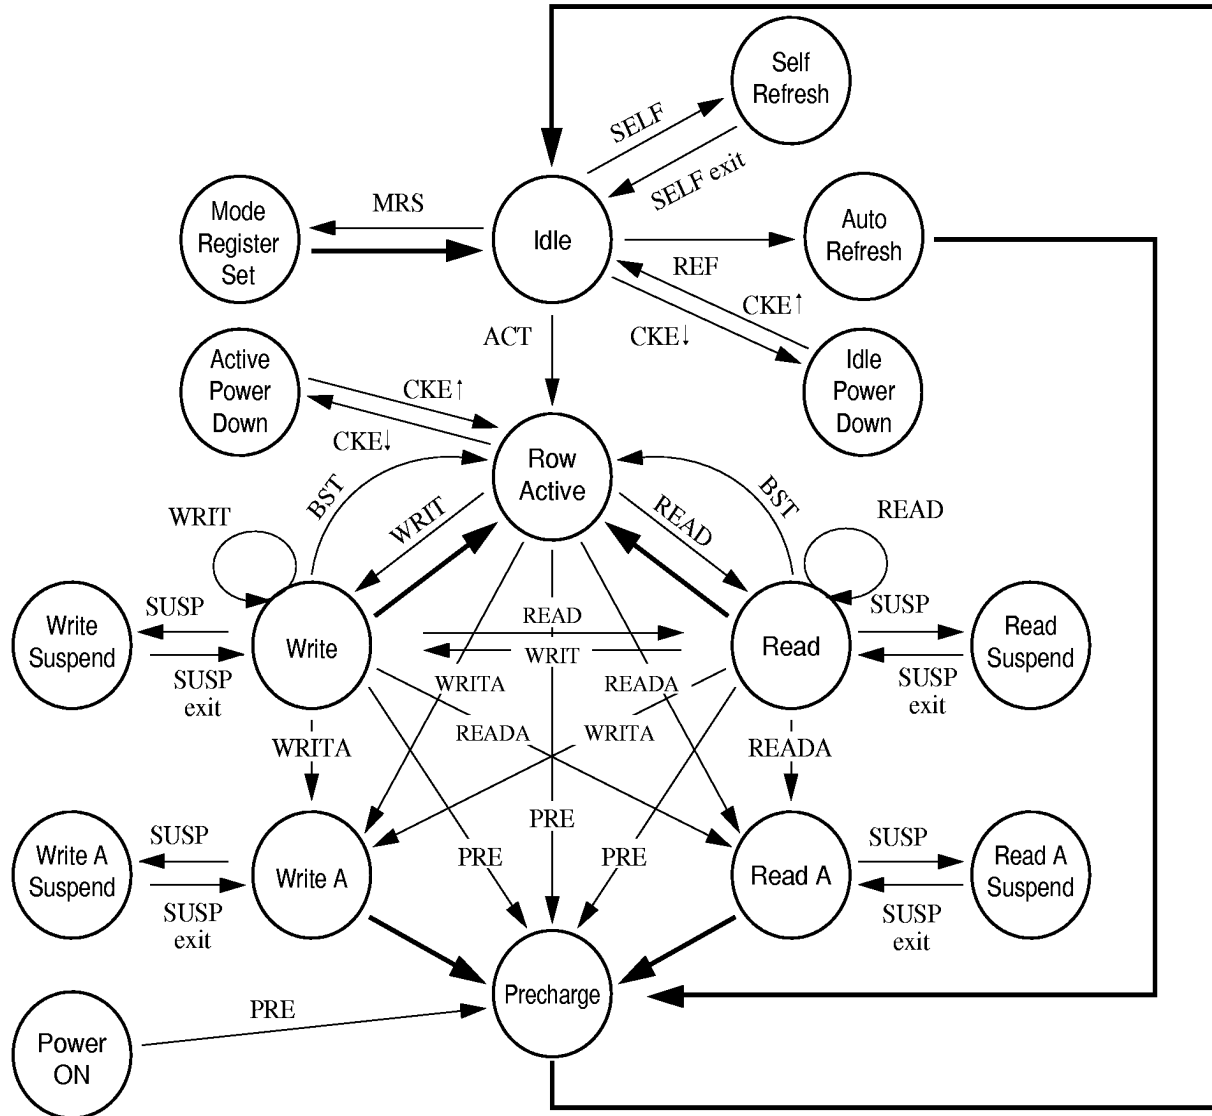 Self
Refresh
SELF
SELF exit
Mode
Register
Set
MRS
Idle
Auto
Refresh
REF
CKE↑
CKE↓
ACT
Idle
Power
Down
Active
Power
Down
CKE↑
CKE↓
Row
Active
BST
WRIT
READ
BST
WRIT
READ
Write
Suspend
SUSP
SUSP
exit
Write
READ
WRIT
Read
SUSP
SUSP
exit
Read
Suspend
WRITA
READA
WRITA
READA
WRITA
READA
Write A
Suspend
SUSP
SUSP
exit
Write A
PRE
PRE
PRE
Read A
SUSP
SUSP
exit
Read A
Suspend
Precharge
PRE
Power
ON